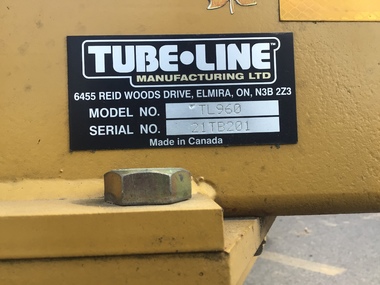 TUBE•LINE
MANUFACTURING LTD
6455 REID WOODS DRIVE, ELMIRA, ON, N3B 2Z3
MODEL NO. TL960
SERIAL NO. 21TB201
Made in Canada